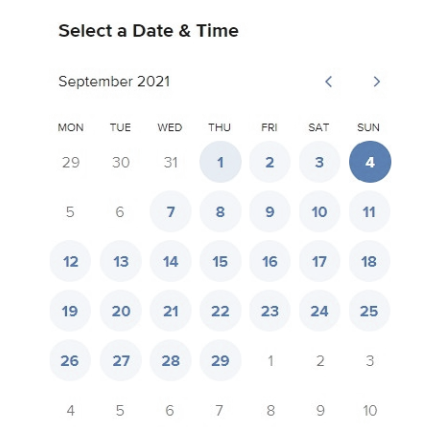 Select a Date & Time
September 2021
MON TUE WED THU FRI SAT SUN
29 30 31 1 2 3 4
5 6 7 8 9 10 11
12 13 14 15 16 17 18
19 20 21 22 23 24 25
26 27 28 29 1 2 3
4 5 6 7 8 9 10